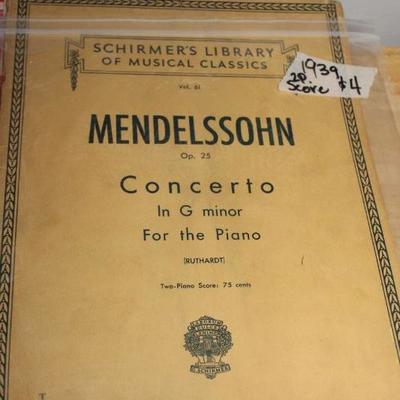 SCHIRMER'S LIBRARY
OF MUSICAL CLASSICS
1939
2P
Score $4
Vol. 61
MENDELSSOHN
Op. 25
Concerto
In G minor
For the Piano
(RUTHARDT)
Two-Piano Score: 75 cents
G. SCHIRMER
T